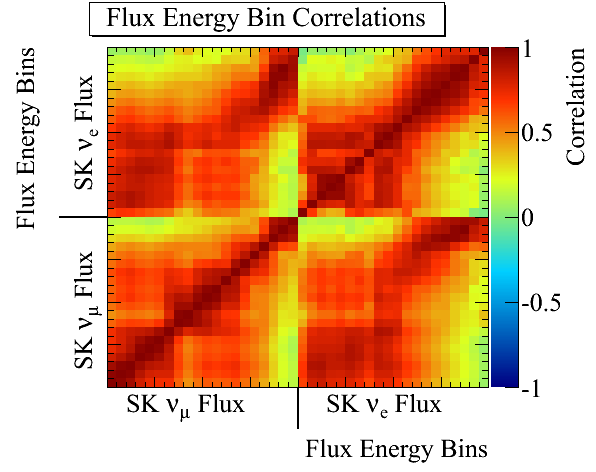 Flux Energy Bin Correlations
Flux Energy Bins
SK νe Flux
SK νμ Flux
1
0.5
0
-0.5
-1
Correlation
SK νμ Flux
SK νe Flux
Flux Energy Bins